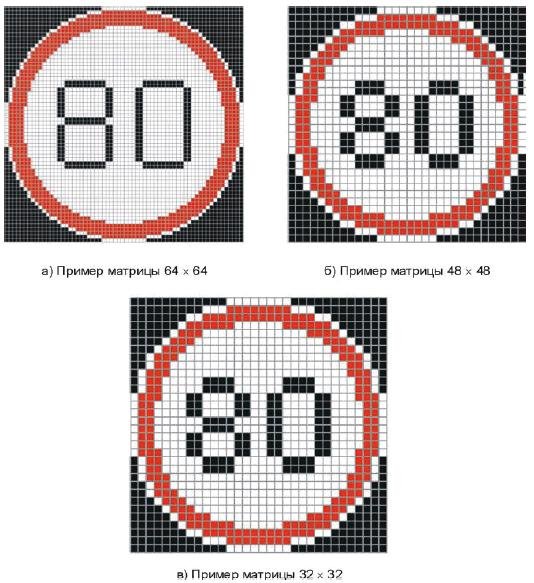 80
80
а) Пример матрицы 64 × 64
б) Пример матрицы 48 × 48
80
в) Пример матрицы 32 × 32